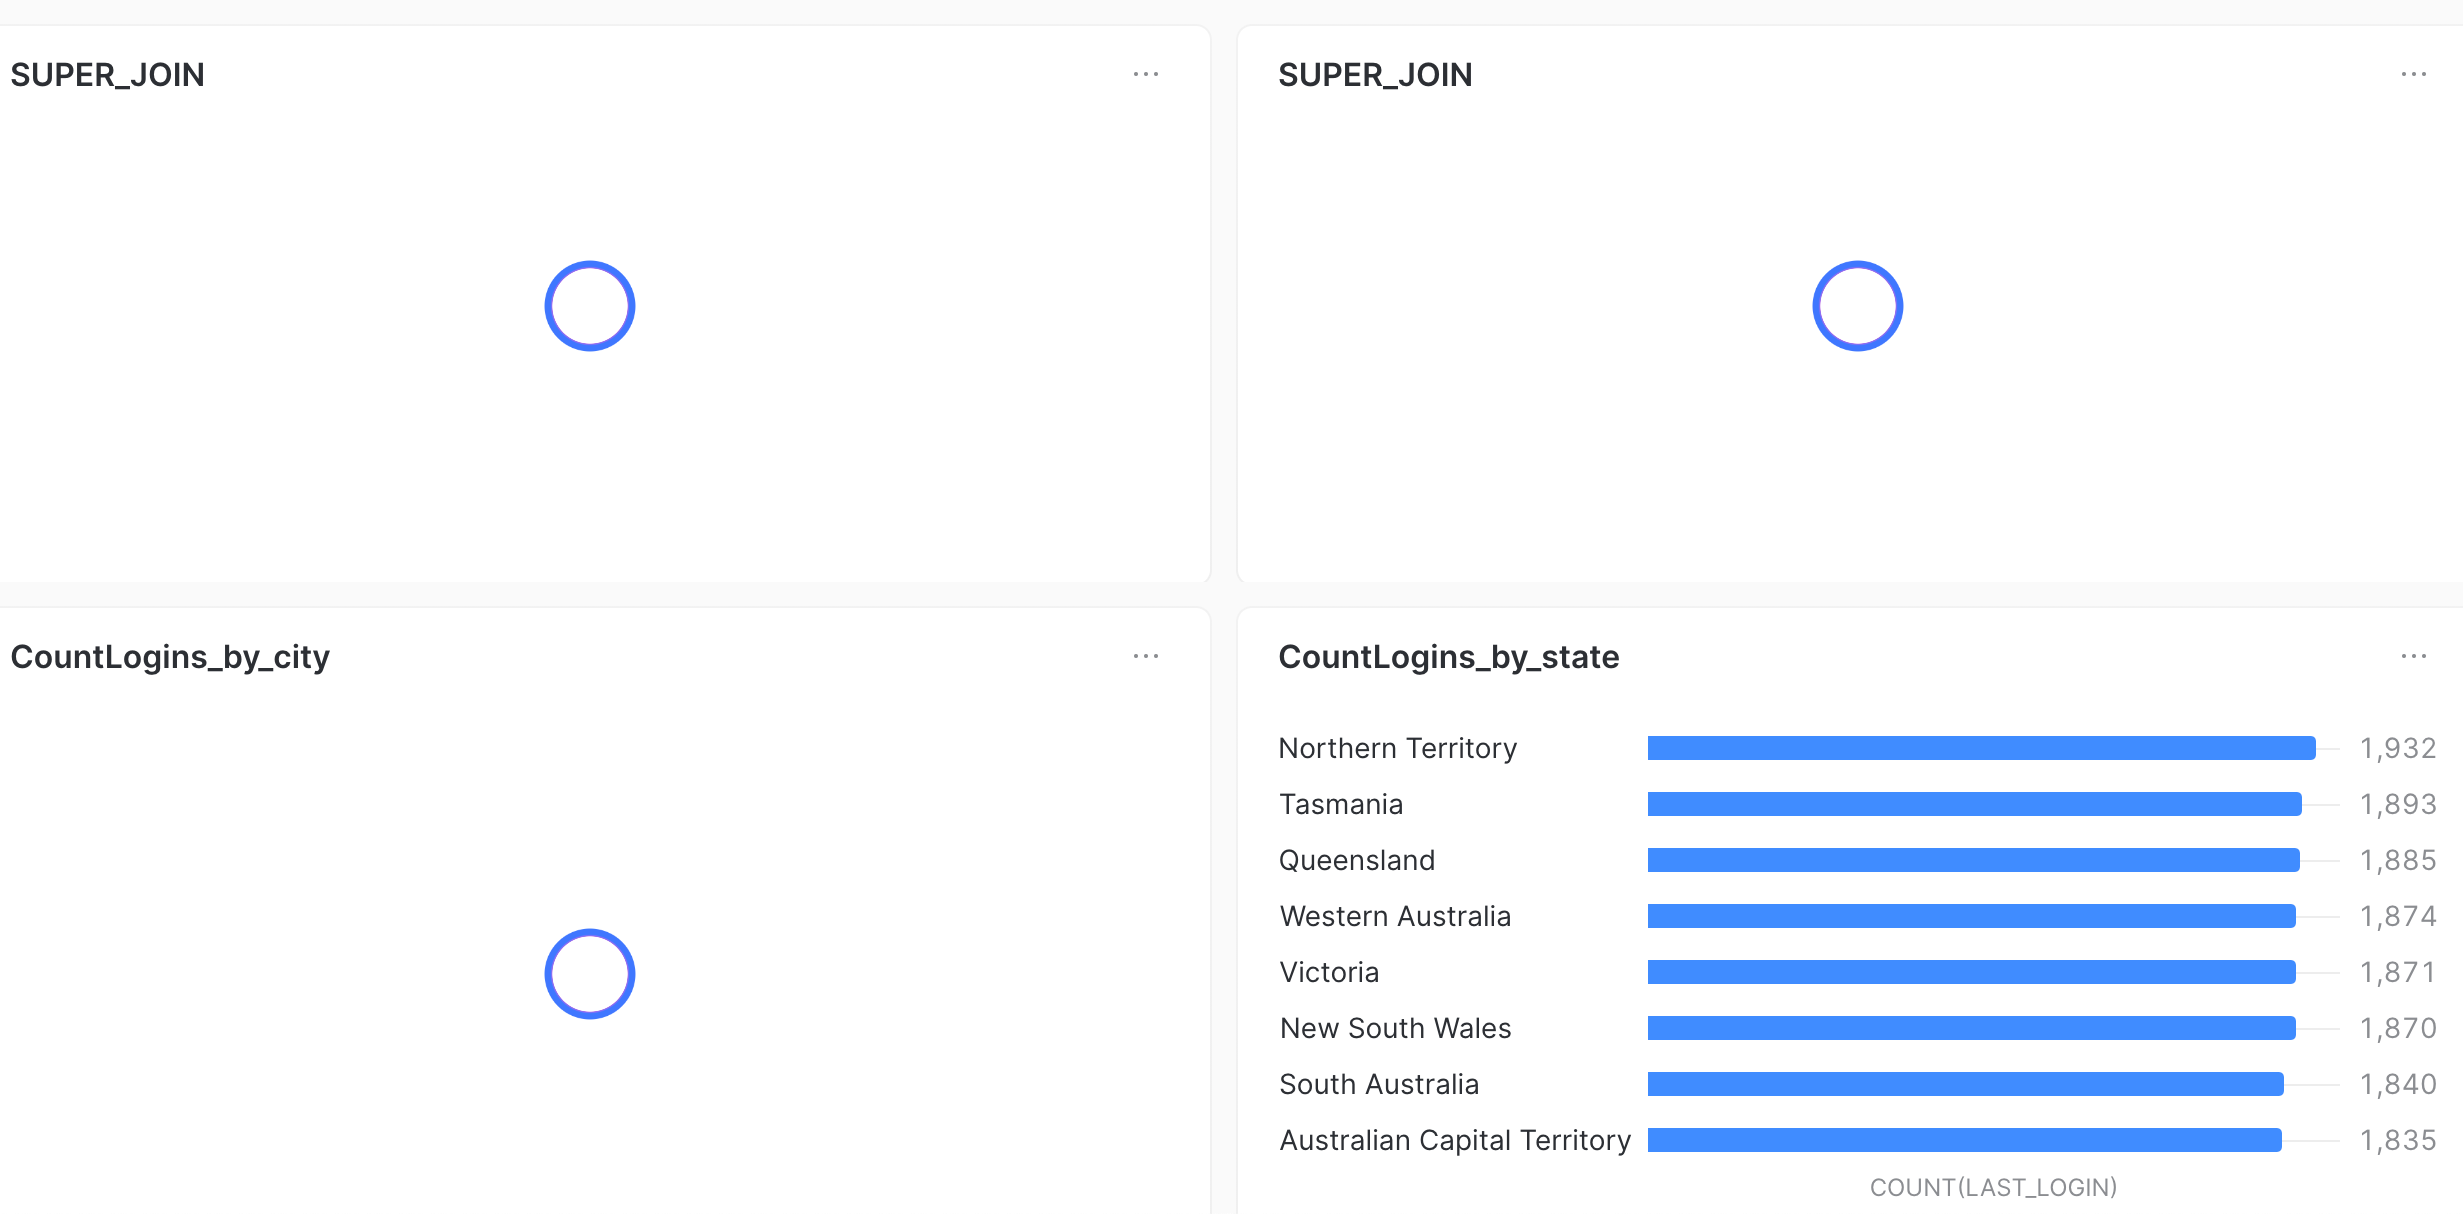 SUPER_JOIN
SUPER_JOIN
CountLogins_by_city
CountLogins_by_state
Northern Territory 1,932
Tasmania 1,893
Queensland 1,885
Western Australia 1,874
Victoria 1,871
New South Wales 1,870
South Australia 1,840
Australian Capital Territory 1,835
COUNT(LAST_LOGIN)